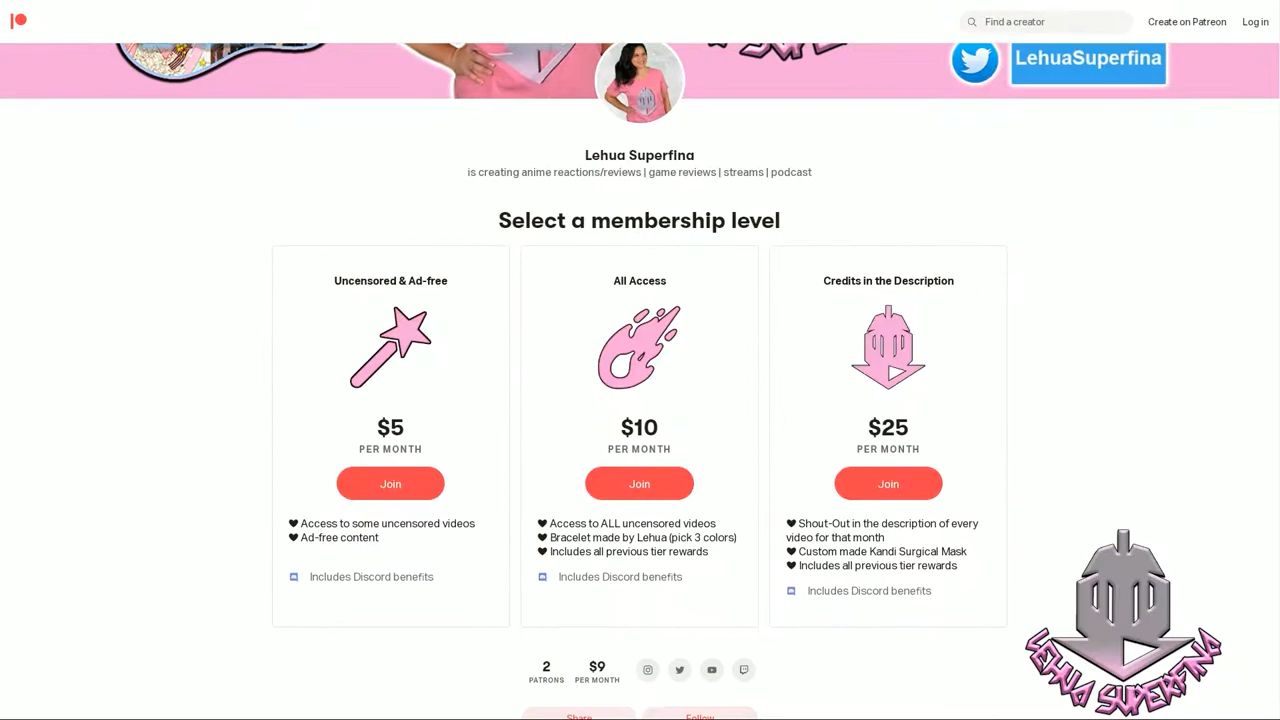 Find a creator
Create on Patreon
Log in
LehuaSuperfina
Lehua Superfina
is creating anime reactions/reviews | game reviews | streams | podcast
Select a membership level
Uncensored & Ad-free
$5
PER MONTH
Join
♥ Access to some uncensored videos
♥ Ad-free content
Includes Discord benefits
All Access
$10
PER MONTH
Join
♥ Access to ALL uncensored videos
♥ Bracelet made by Lehua (pick 3 colors)
♥ Includes all previous tier rewards
Includes Discord benefits
Credits in the Description
$25
PER MONTH
Join
♥ Shout-Out in the description of every
video for that month
♥ Custom made Kandi Surgical Mask
♥ Includes all previous tier rewards
Includes Discord benefits
2
PATRONS
$9
PER MONTH
Share
Follow
LEHUA SUPERFINA